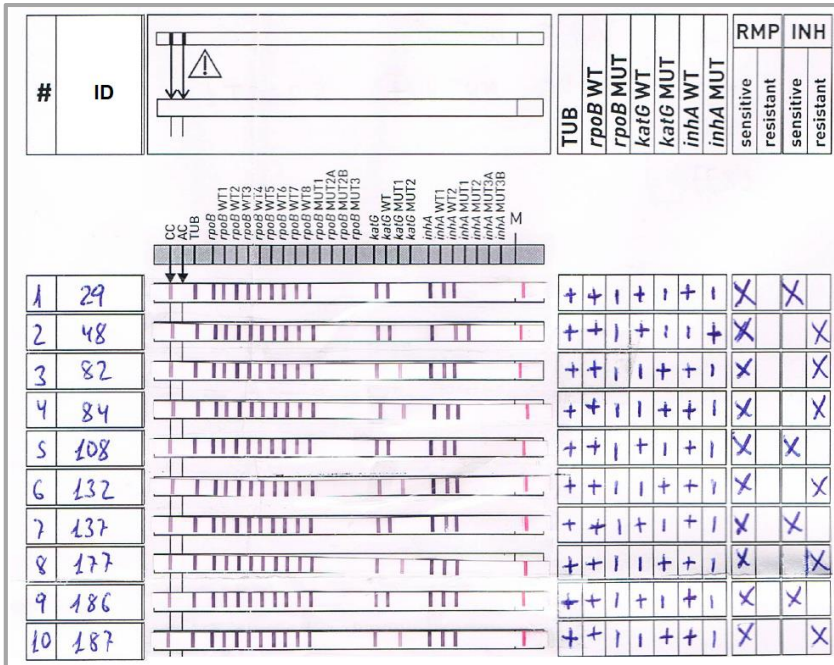 # ID TUB rpoB WT rpoB MUT katG WT katG MUT inhA WT inhA MUT RMP INH
sensitive resistant sensitive resistant
CC AC TUB rpoB rpoB WT1 rpoB WT2 rpoB WT3 rpoB WT4 rpoB WT5 rpoB WT6 rpoB WT7 rpoB WT8 rpoB MUT1 rpoB MUT2A rpoB MUT2B rpoB MUT3 katG katG WT katG MUT1 katG MUT2 inhA inhA WT1 inhA WT2 inhA MUT1 inhA MUT2 inhA MUT3A inhA MUT3B M
1 29 + + | + | + | X X
2 48 + + | + | | + X X
3 82 + + | | + + | X X
4 84 + + | | + + | X X
5 108 + + | + | + | X X
6 132 + + | | + + | X X
7 137 + + | + | + | X X
8 177 + + | | + + | X X
9 186 + + | + | + | X X
10 187 + + | | + + | X X